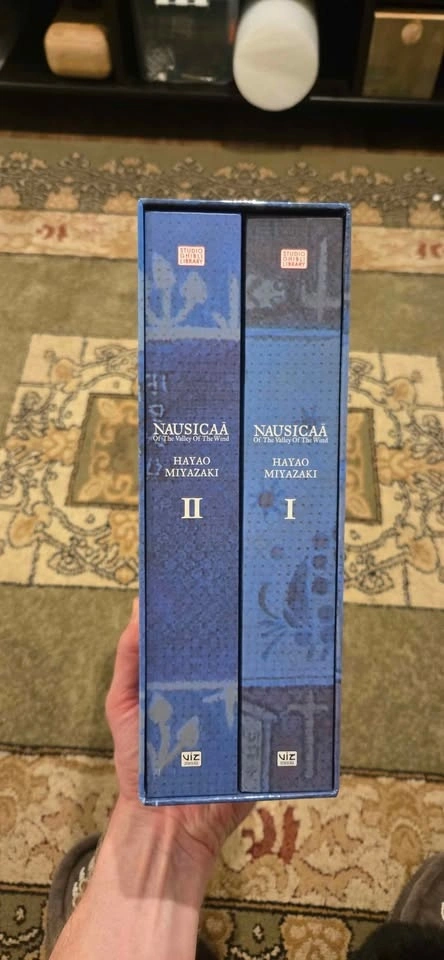 STUDIO
GHIBLI
LIBRARY
NAUSICAÄ
Of The Valley Of The Wind
HAYAO
MIYAZAKI
II
VIZ
STUDIO
GHIBLI
LIBRARY
NAUSICAÄ
Of The Valley Of The Wind
HAYAO
MIYAZAKI
I
VIZ